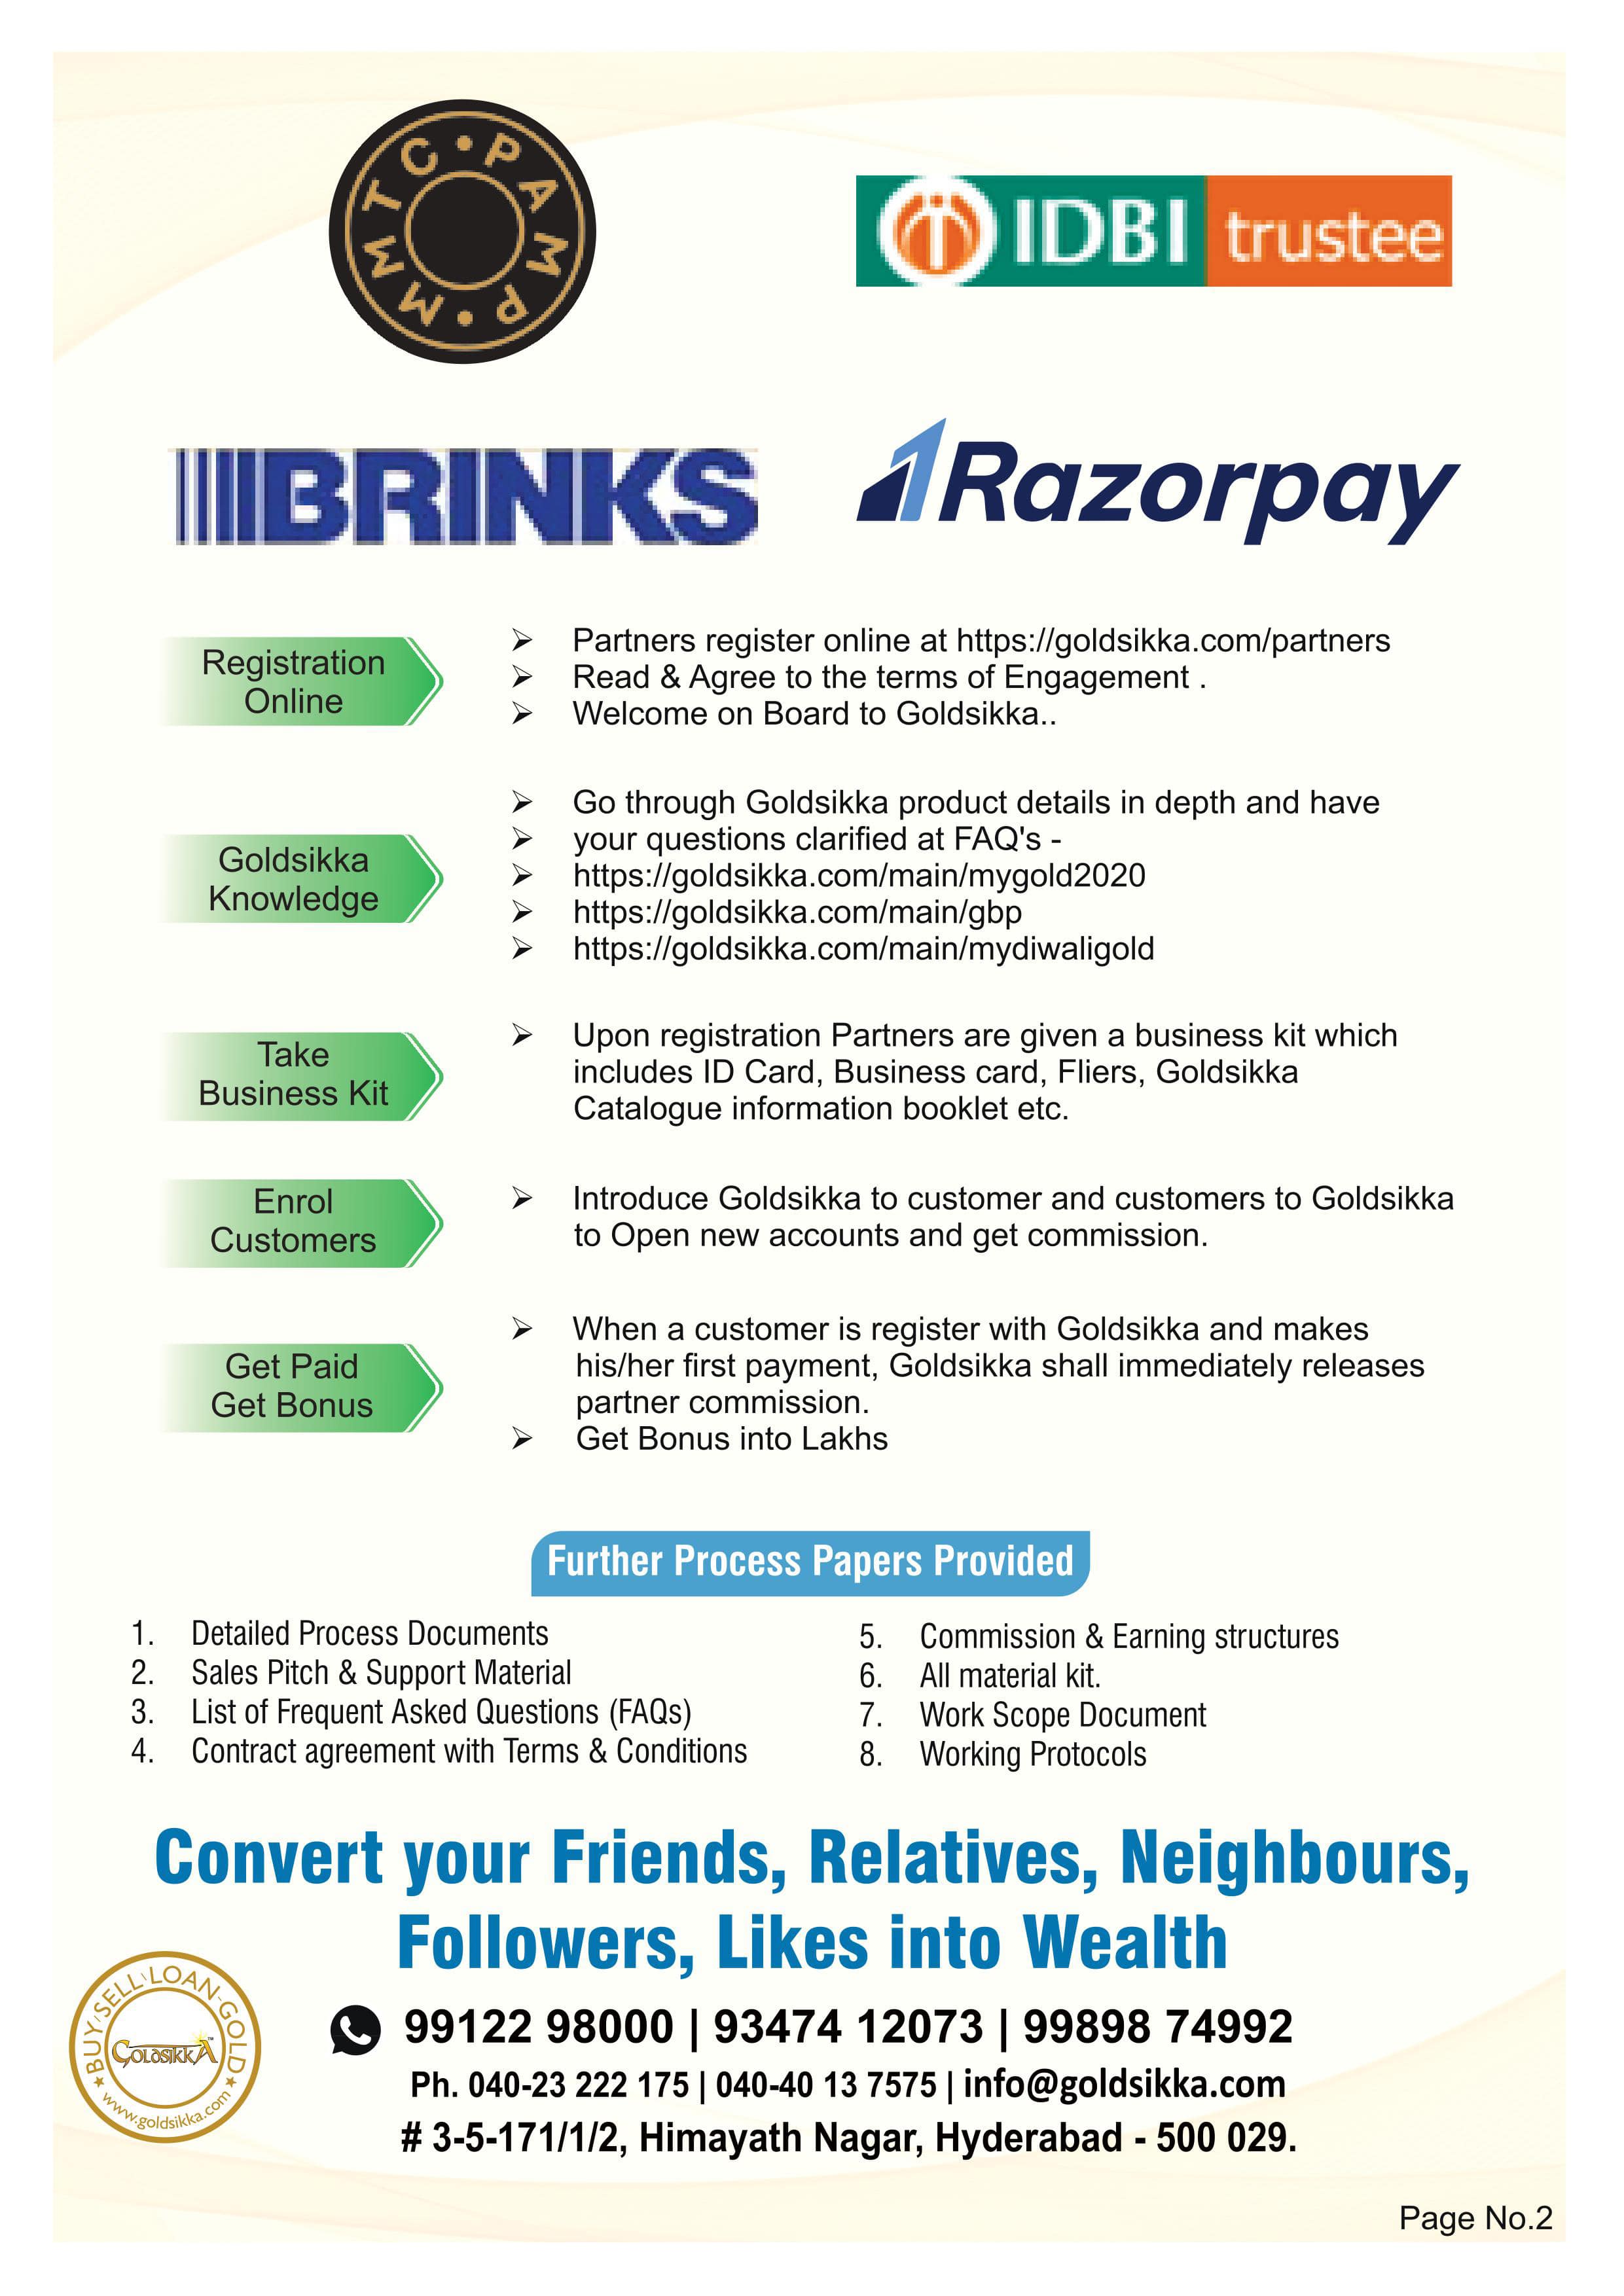 MMTC • PAMP •
IDBI trustee
BRINKS
Razorpay
Registration
Online
➢ Partners register online at https://goldsikka.com/partners
➢ Read & Agree to the terms of Engagement .
➢ Welcome on Board to Goldsikka..
Goldsikka
Knowledge
➢ Go through Goldsikka product details in depth and have
➢ your questions clarified at FAQ's -
➢ https://goldsikka.com/main/mygold2020
➢ https://goldsikka.com/main/gbp
➢ https://goldsikka.com/main/mydiwaligold
Take
Business Kit
➢ Upon registration Partners are given a business kit which
includes ID Card, Business card, Fliers, Goldsikka
Catalogue information booklet etc.
Enrol
Customers
➢ Introduce Goldsikka to customer and customers to Goldsikka
to Open new accounts and get commission.
Get Paid
Get Bonus
➢ When a customer is register with Goldsikka and makes
his/her first payment, Goldsikka shall immediately releases
partner commission.
➢ Get Bonus into Lakhs
Further Process Papers Provided
1. Detailed Process Documents
2. Sales Pitch & Support Material
3. List of Frequent Asked Questions (FAQs)
4. Contract agreement with Terms & Conditions
5. Commission & Earning structures
6. All material kit.
7. Work Scope Document
8. Working Protocols
Convert your Friends, Relatives, Neighbours,
Followers, Likes into Wealth
BUY-SELL-LOAN-GOLD
GOLDSIKKA™
www.goldsikka.com
99122 98000 | 93474 12073 | 99898 74992
Ph. 040-23 222 175 | 040-40 13 7575 | info@goldsikka.com
# 3-5-171/1/2, Himayath Nagar, Hyderabad - 500 029.
Page No.2